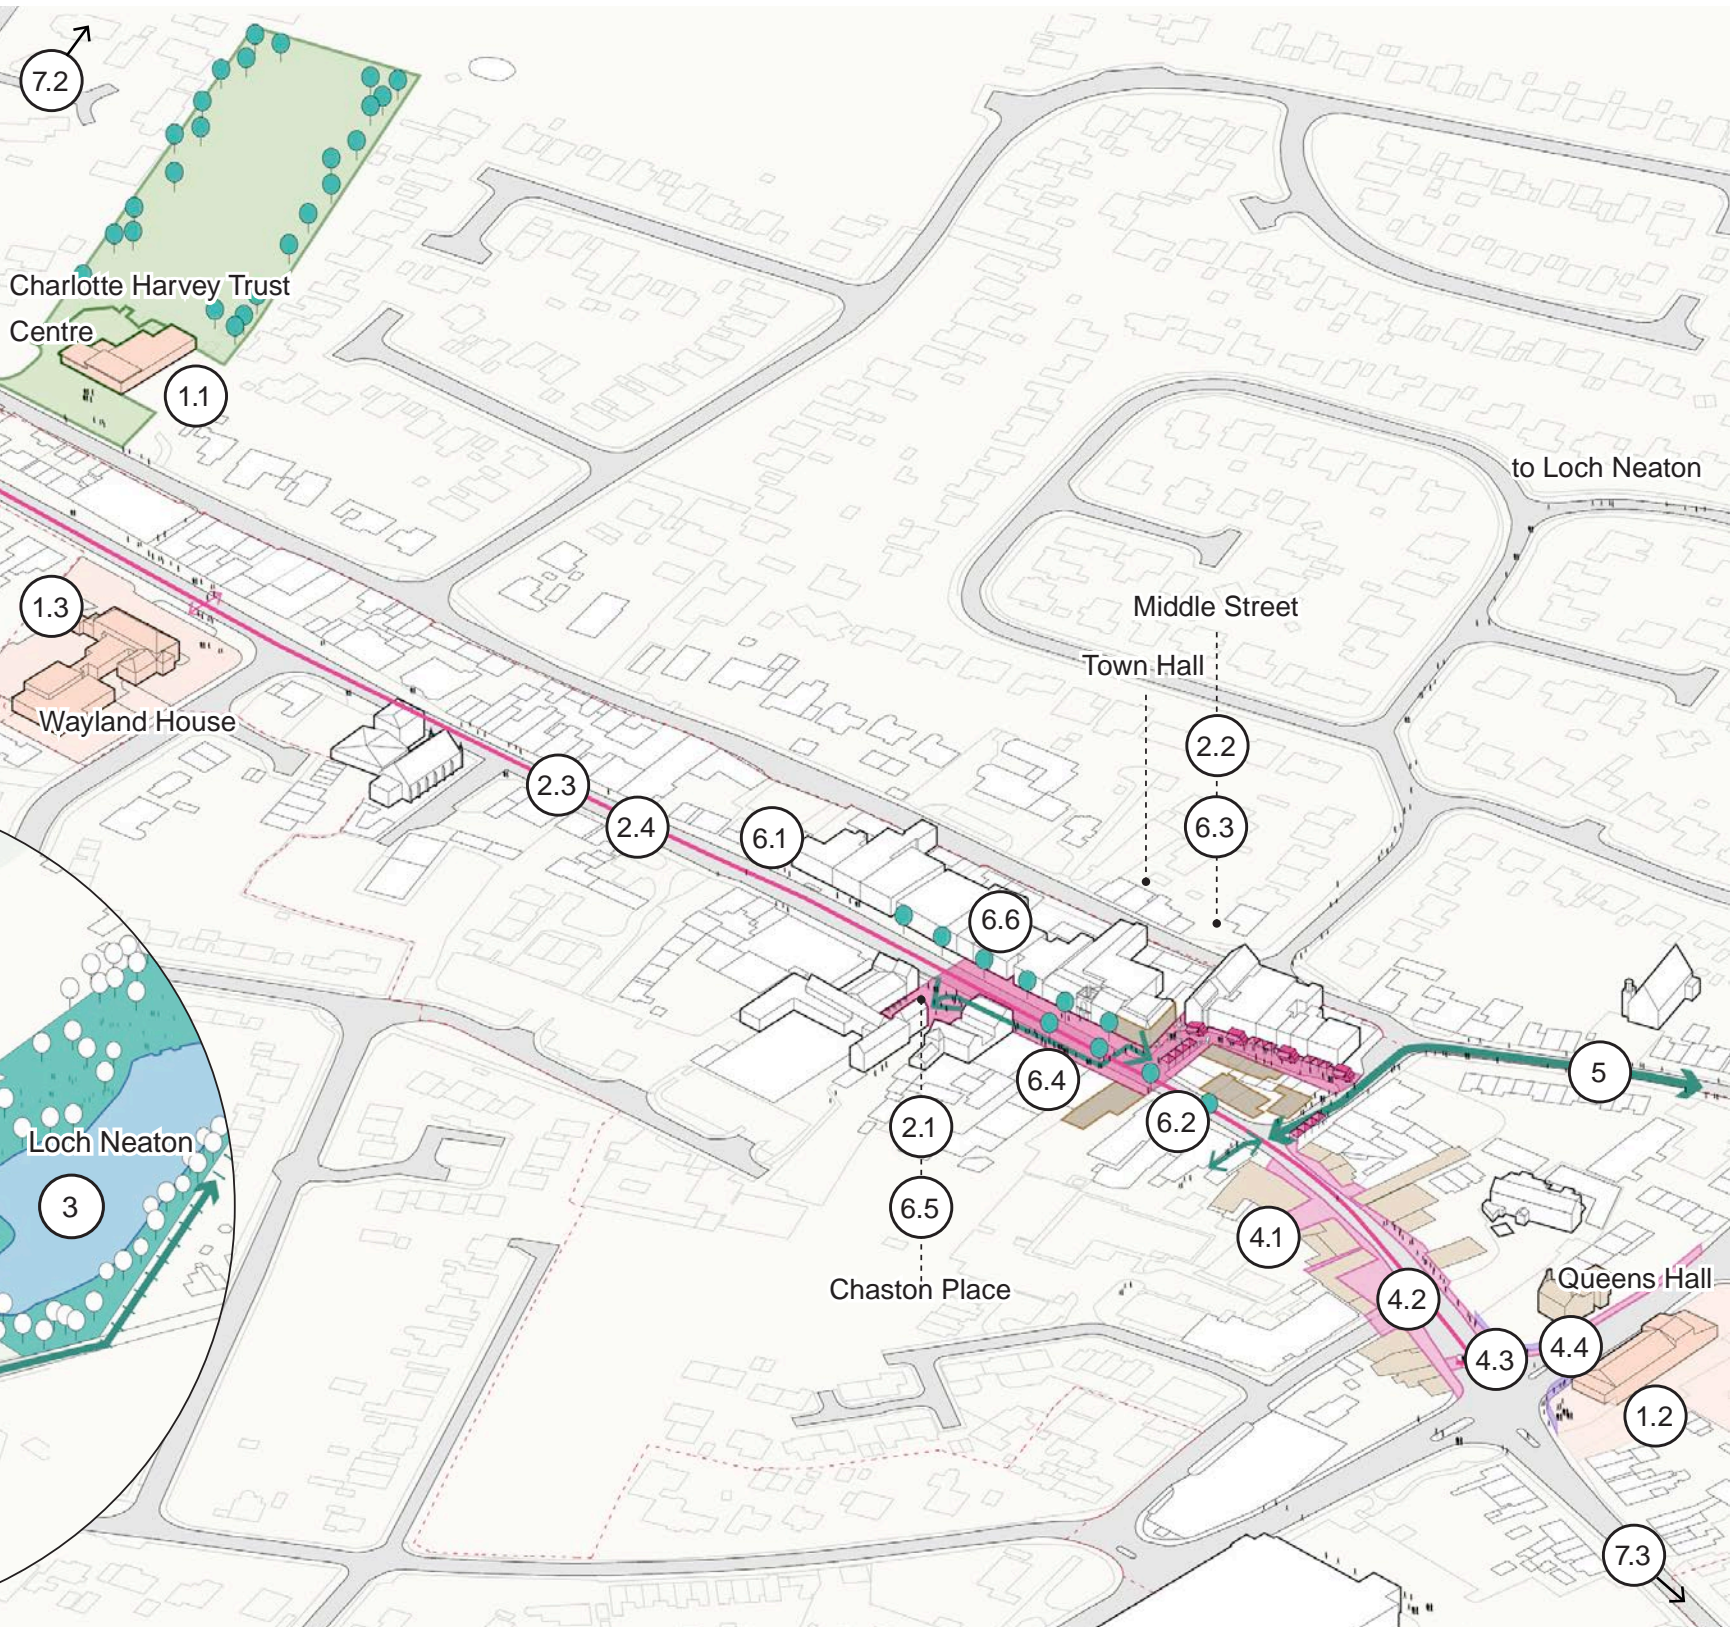 7.2
Charlotte Harvey Trust
Centre
1.1
to Loch Neaton
1.3
Middle Street
Town Hall
Wayland House
2.2
2.3
2.4
6.1
6.3
6.6
5
6.4
2.1
6.2
Loch Neaton
3
6.5
4.1
Chaston Place
Queens Hall
4.2
4.3
4.4
1.2
7.3